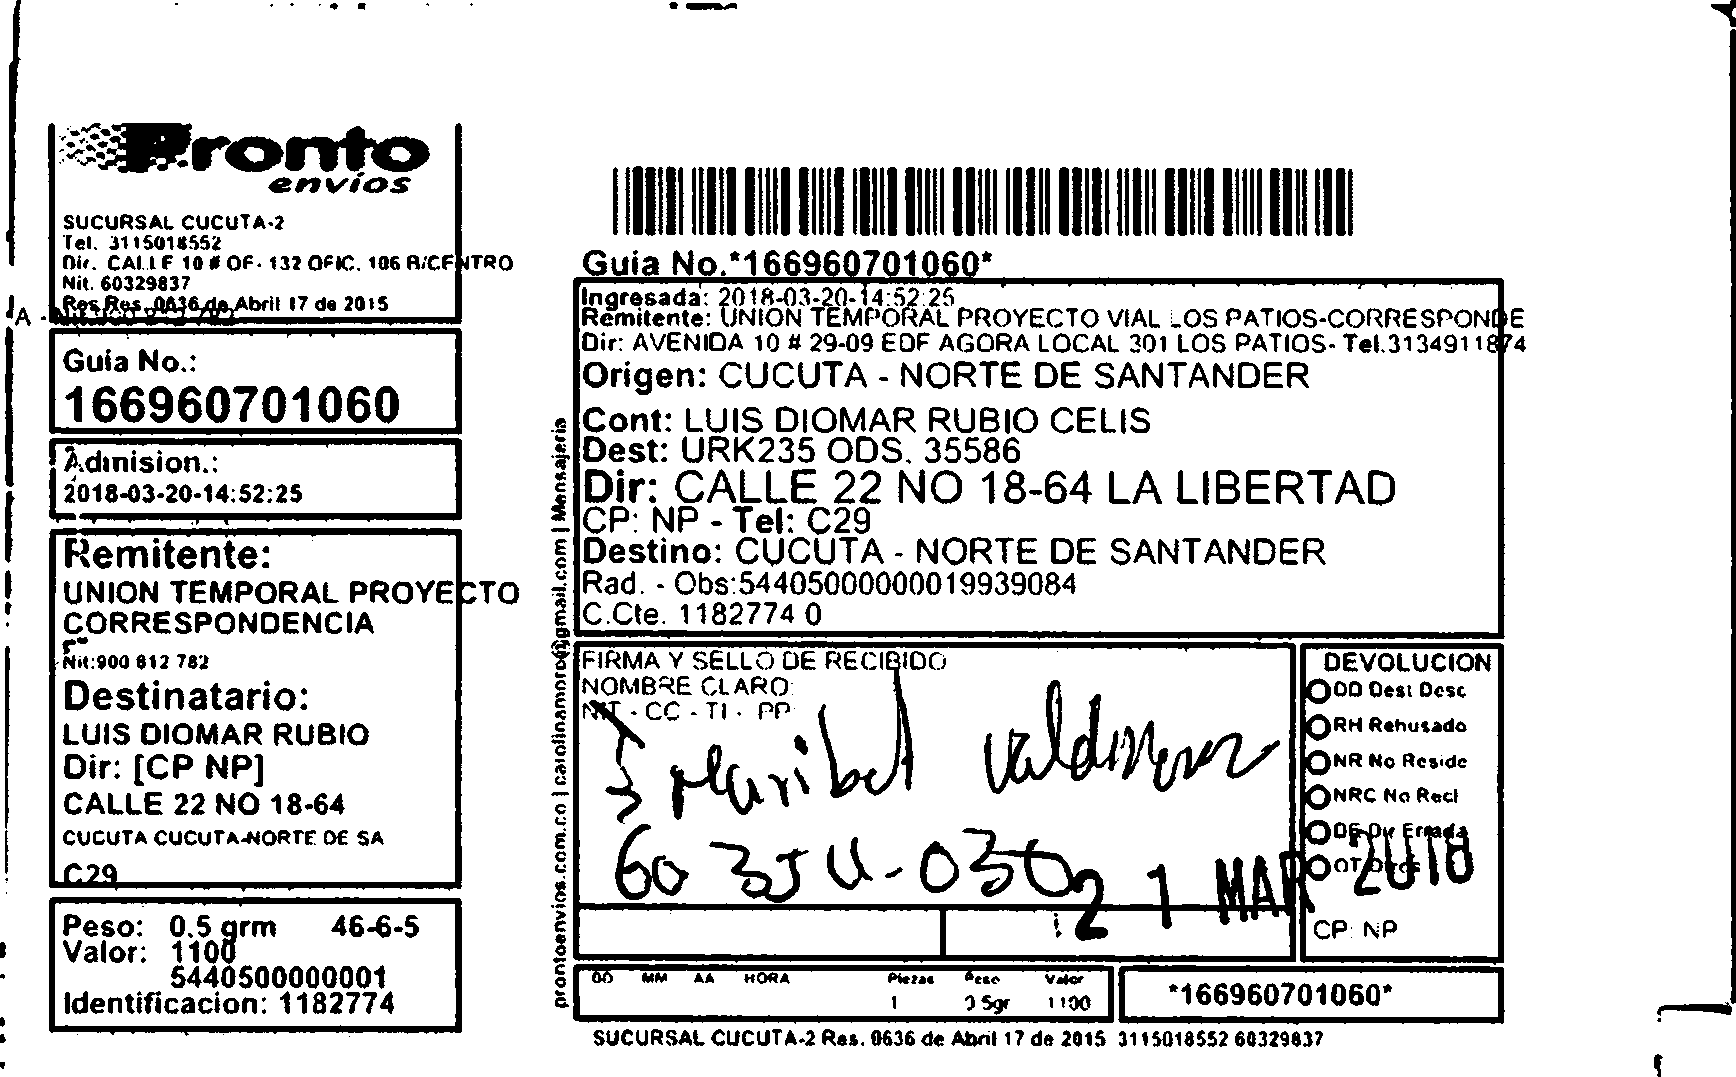 Pronto
envíos
SUCURSAL CUCUTA-2
Tel. 3115018552
Dir. CALLE 10 # OF- 132 OFIC. 106 B/CENTRO
Nit. 60329837
Res Res. 0636 de Abril 17 de 2015
Guia No.:
166960701060
Admision.:
2018-03-20-14:52:25
Remitente:
UNION TEMPORAL PROYECTO
CORRESPONDENCIA
Nit:900 812 782
Destinatario:
LUIS DIOMAR RUBIO
Dir: [CP NP]
CALLE 22 NO 18-64
CUCUTA CUCUTA-NORTE DE SA
C29
Peso: 0.5 grm 46-6-5
Valor: 1100
5440500000001
Identificacion: 1182774
prontoenvios.com.co | carolinamoro@gmail.com | Mensajeria
Guia No.*166960701060*
Ingresada: 2018-03-20-14:52:25
Remitente: UNION TEMPORAL PROYECTO VIAL LOS PATIOS-CORRESPONDE
Dir: AVENIDA 10 # 29-09 EDF AGORA LOCAL 301 LOS PATIOS- Tel.3134911874
Origen: CUCUTA - NORTE DE SANTANDER
Cont: LUIS DIOMAR RUBIO CELIS
Dest: URK235 ODS. 35586
Dir: CALLE 22 NO 18-64 LA LIBERTAD
CP: NP - Tel: C29
Destino: CUCUTA - NORTE DE SANTANDER
Rad. - Obs:54405000000019939084
C.Cte. 1182774 0
FIRMA Y SELLO DE RECIBIDO
NOMBRE CLARO:
NIT - CC - TI - PP
Maribel
21 MAR 2018
DEVOLUCION
DD Dest Desc
RH Rehusado
NR No Reside
NRC No Recl
DE Dir Errada
OT
CP: NP
DD MM AA HORA Piezas Peso Valor
1 0.5gr 1100
*166960701060*
SUCURSAL CUCUTA-2 Res. 0636 de Abril 17 de 2015 3115018552 60329837